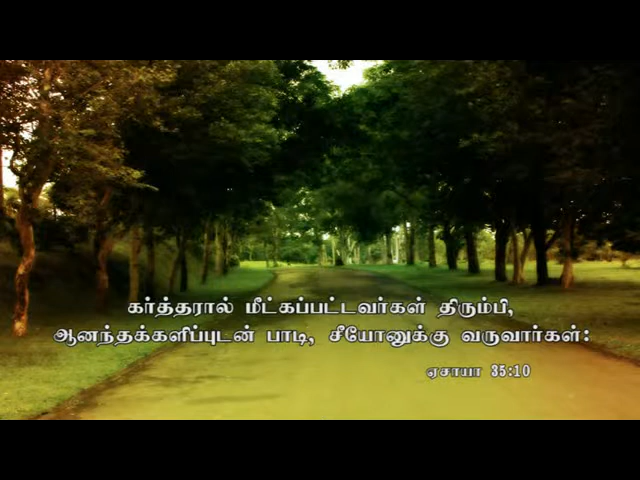 கர்த்தரால் மீட்கப்பட்டவர்கள் திரும்பி,
ஆனந்தக்களிப்புடன் பாடி, சீயோனுக்கு வருவார்கள்:
ஏசாயா 35:10